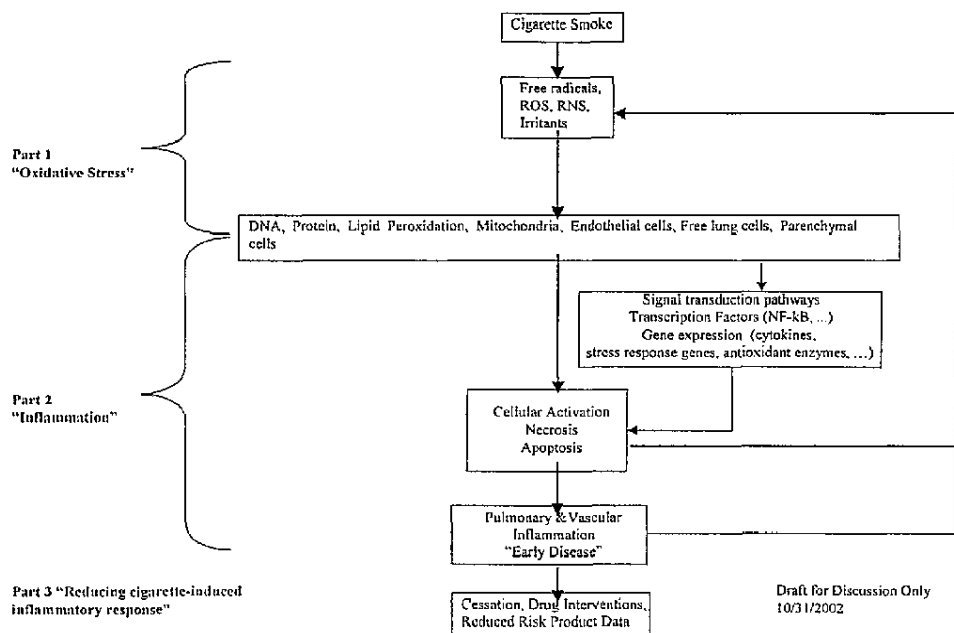 Cigarette Smoke
Free radicals,
ROS, RNS,
Irritants
Part 1
"Oxidative Stress"
DNA, Protein, Lipid Peroxidation, Mitochondria, Endothelial cells, Free lung cells, Parenchymal
cells
Signal transduction pathways
Transcription Factors (NF-kB, ...)
Gene expression (cytokines,
stress response genes, antioxidant enzymes, ...)
Part 2
"Inflammation"
Cellular Activation
Necrosis
Apoptosis
Pulmonary & Vascular
Inflammation
"Early Disease"
Part 3 "Reducing cigarette-induced
inflammatory response"
Cessation, Drug Interventions,
Reduced Risk Product Data
Draft for Discussion Only
10/31/2002